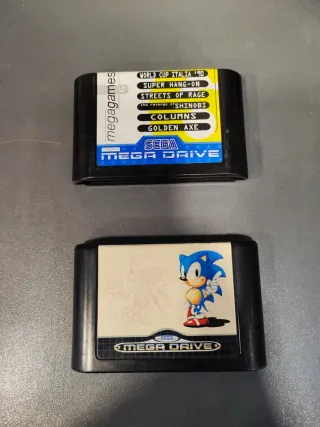 megagames
WORLD CUP ITALIA '90
SUPER HANG-ON
STREETS OF RAGE
the revenge of SHINOBI
COLUMNS
GOLDEN AXE
SEGA
MEGA DRIVE
SEGA
MEGA DRIVE